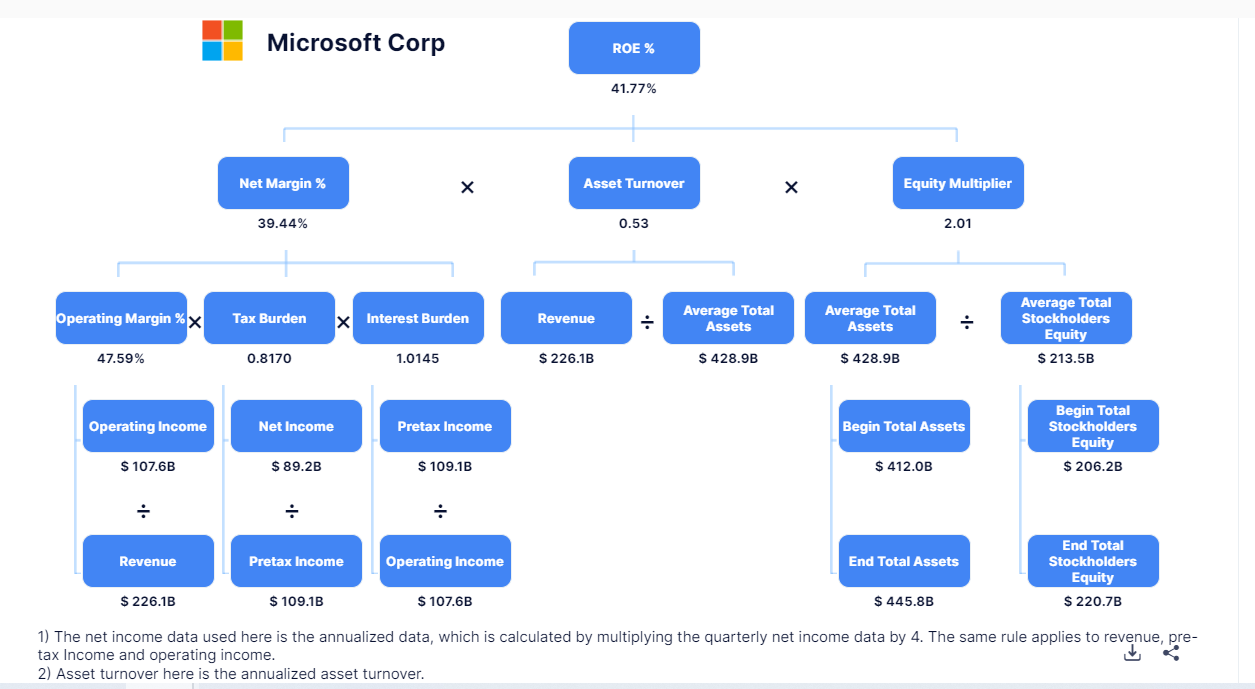 Microsoft Corp
ROE %
41.77%
Net Margin %
×
Asset Turnover
×
Equity Multiplier
39.44%
0.53
2.01
Operating Margin %
×
Tax Burden
×
Interest Burden
Revenue
÷
Average Total
Assets
Average Total
Assets
÷
Average Total
Stockholders
Equity
47.59%
0.8170
1.0145
$ 226.1B
$ 428.9B
$ 428.9B
$ 213.5B
Operating Income
Net Income
Pretax Income
Begin Total Assets
Begin Total
Stockholders
Equity
$ 107.6B
$ 89.2B
$ 109.1B
$ 412.0B
$ 206.2B
÷
÷
÷
Revenue
Pretax Income
Operating Income
End Total Assets
End Total
Stockholders
Equity
$ 226.1B
$ 109.1B
$ 107.6B
$ 445.8B
$ 220.7B
1) The net income data used here is the annualized data, which is calculated by multiplying the quarterly net income data by 4. The same rule applies to revenue, pre-
tax Income and operating income.
2) Asset turnover here is the annualized asset turnover.